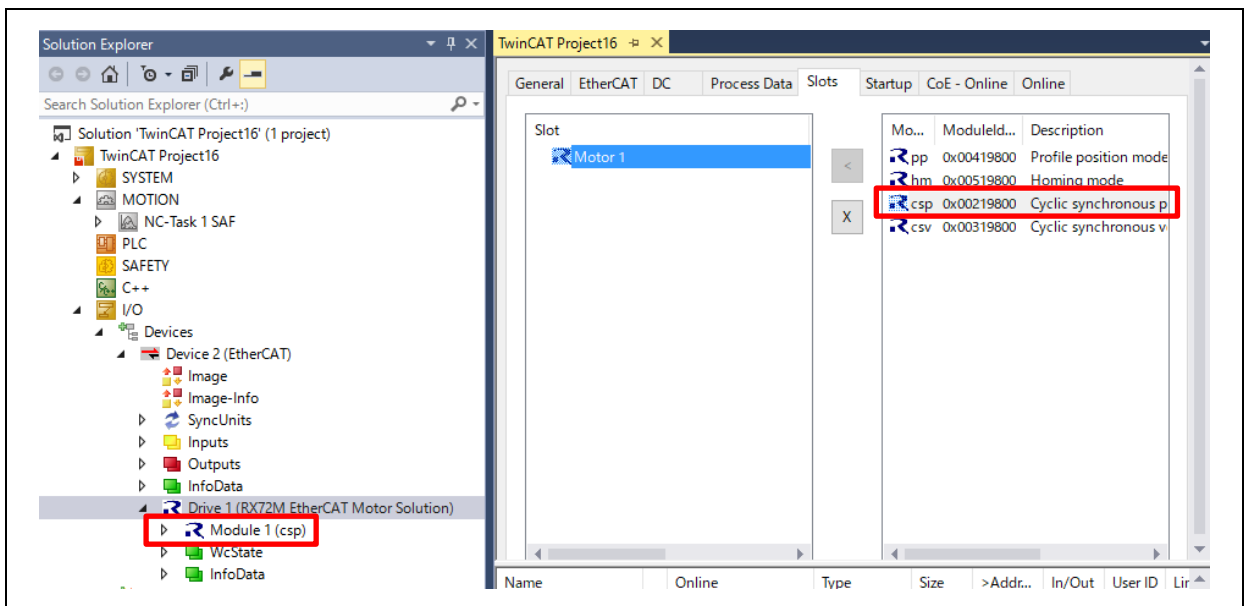 Solution Explorer
Search Solution Explorer (Ctrl+:)
Solution 'TwinCAT Project16' (1 project)
TwinCAT Project16
SYSTEM
MOTION
NC-Task 1 SAF
PLC
SAFETY
C++
I/O
Devices
Device 2 (EtherCAT)
Image
Image-Info
SyncUnits
Inputs
Outputs
InfoData
Drive 1 (RX72M EtherCAT Motor Solution)
Module 1 (csp)
WcState
InfoData
TwinCAT Project16
General EtherCAT DC Process Data Slots Startup CoE - Online Online
Slot
Motor 1
<
X
Mo... ModuleId... Description
pp 0x00419800 Profile position mode
hm 0x00519800 Homing mode
csp 0x00219800 Cyclic synchronous p
csv 0x00319800 Cyclic synchronous v
Name Online Type Size >Addr... In/Out User ID Lir